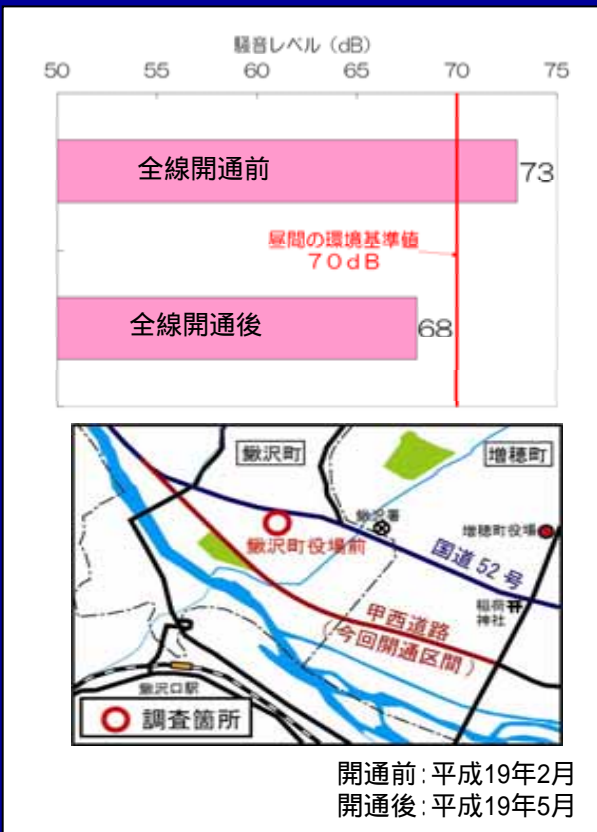 騒音レベル（dB）
50 55 60 65 70 75
全線開通前
73
昼間の環境基準値
７０ｄＢ
全線開通後
68
鰍沢町
増穂町
鰍沢署
増穂町役場
鰍沢町役場前
国道52号
稲荷
神社
甲西道路
（今回開通区間）
鰍沢口駅
調査箇所
開通前：平成19年2月
開通後：平成19年5月